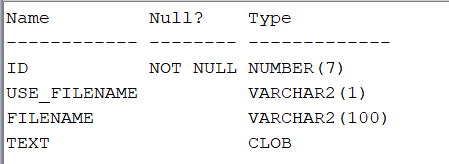 Name         Null?    Type
------------ -------- -------------
ID           NOT NULL NUMBER(7)
USE_FILENAME          VARCHAR2(1)
FILENAME              VARCHAR2(100)
TEXT                  CLOB